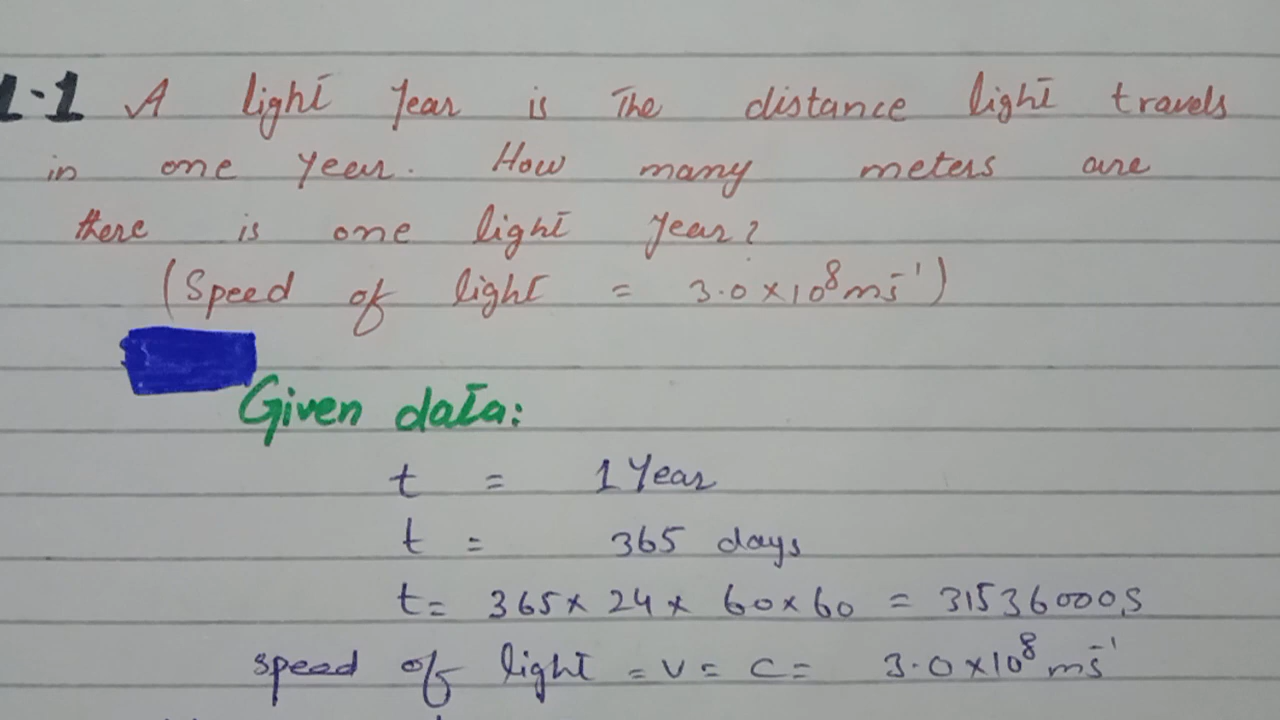 1.1 A light Year is The distance light travels
in one year. How many meters are
there is one light year?
(Speed of light = 3.0×10⁸ms⁻¹)
Given data:
t = 1 Year
t = 365 days
t= 365× 24× 60×60 = 31536000s
speed of light = v = c = 3.0×10⁸ms⁻¹